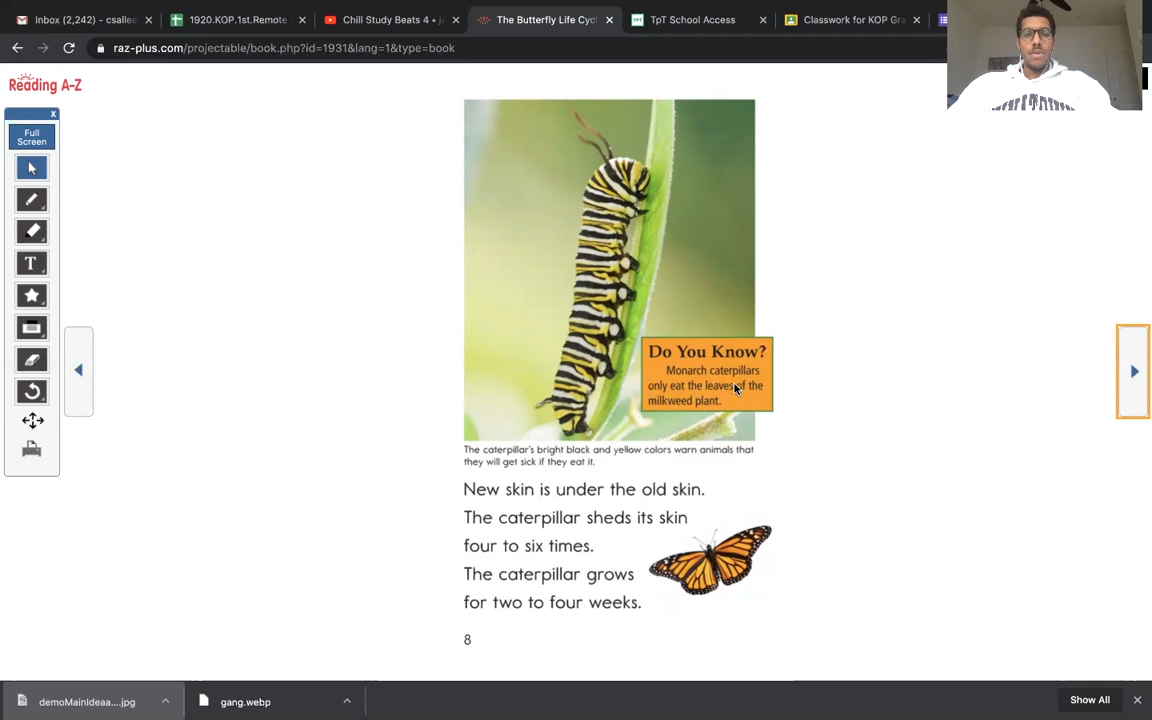 Inbox (2,242) - csallee
1920.KOP.1st.Remote
Chill Study Beats 4 •
The Butterfly Life Cyc
TpT School Access
Classwork for KOP Gra
raz-plus.com/projectable/book.php?id=1931&lang=1&type=book
Reading A-Z
x
Full
Screen
T
Do You Know?
Monarch caterpillars
only eat the leaves of the
milkweed plant.
The caterpillar's bright black and yellow colors warn animals that
they will get sick if they eat it.
New skin is under the old skin.
The caterpillar sheds its skin
four to six times.
The caterpillar grows
for two to four weeks.
8
demoMainIdeaa....jpg
gang.webp
Show All